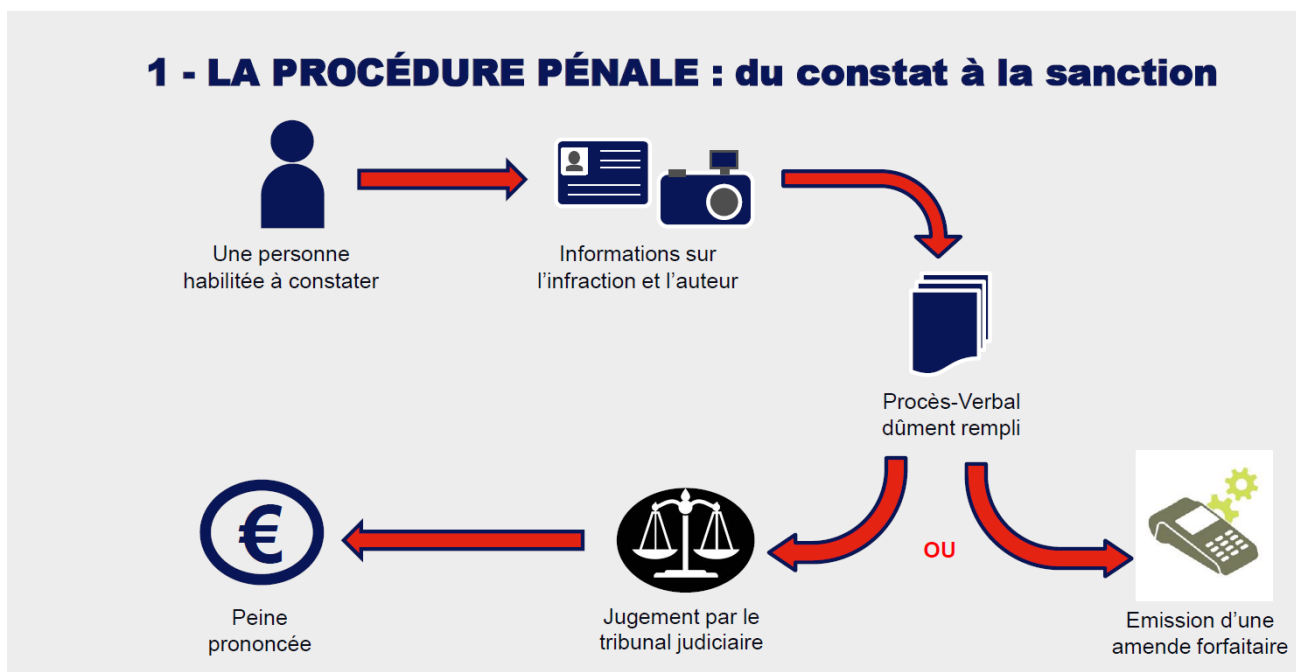 1 - LA PROCÉDURE PÉNALE : du constat à la sanction
Une personne
habilitée à constater
Informations sur
l'infraction et l'auteur
Procès-Verbal
dûment rempli
OU
€
Peine
prononcée
Jugement par le
tribunal judiciaire
Emission d'une
amende forfaitaire